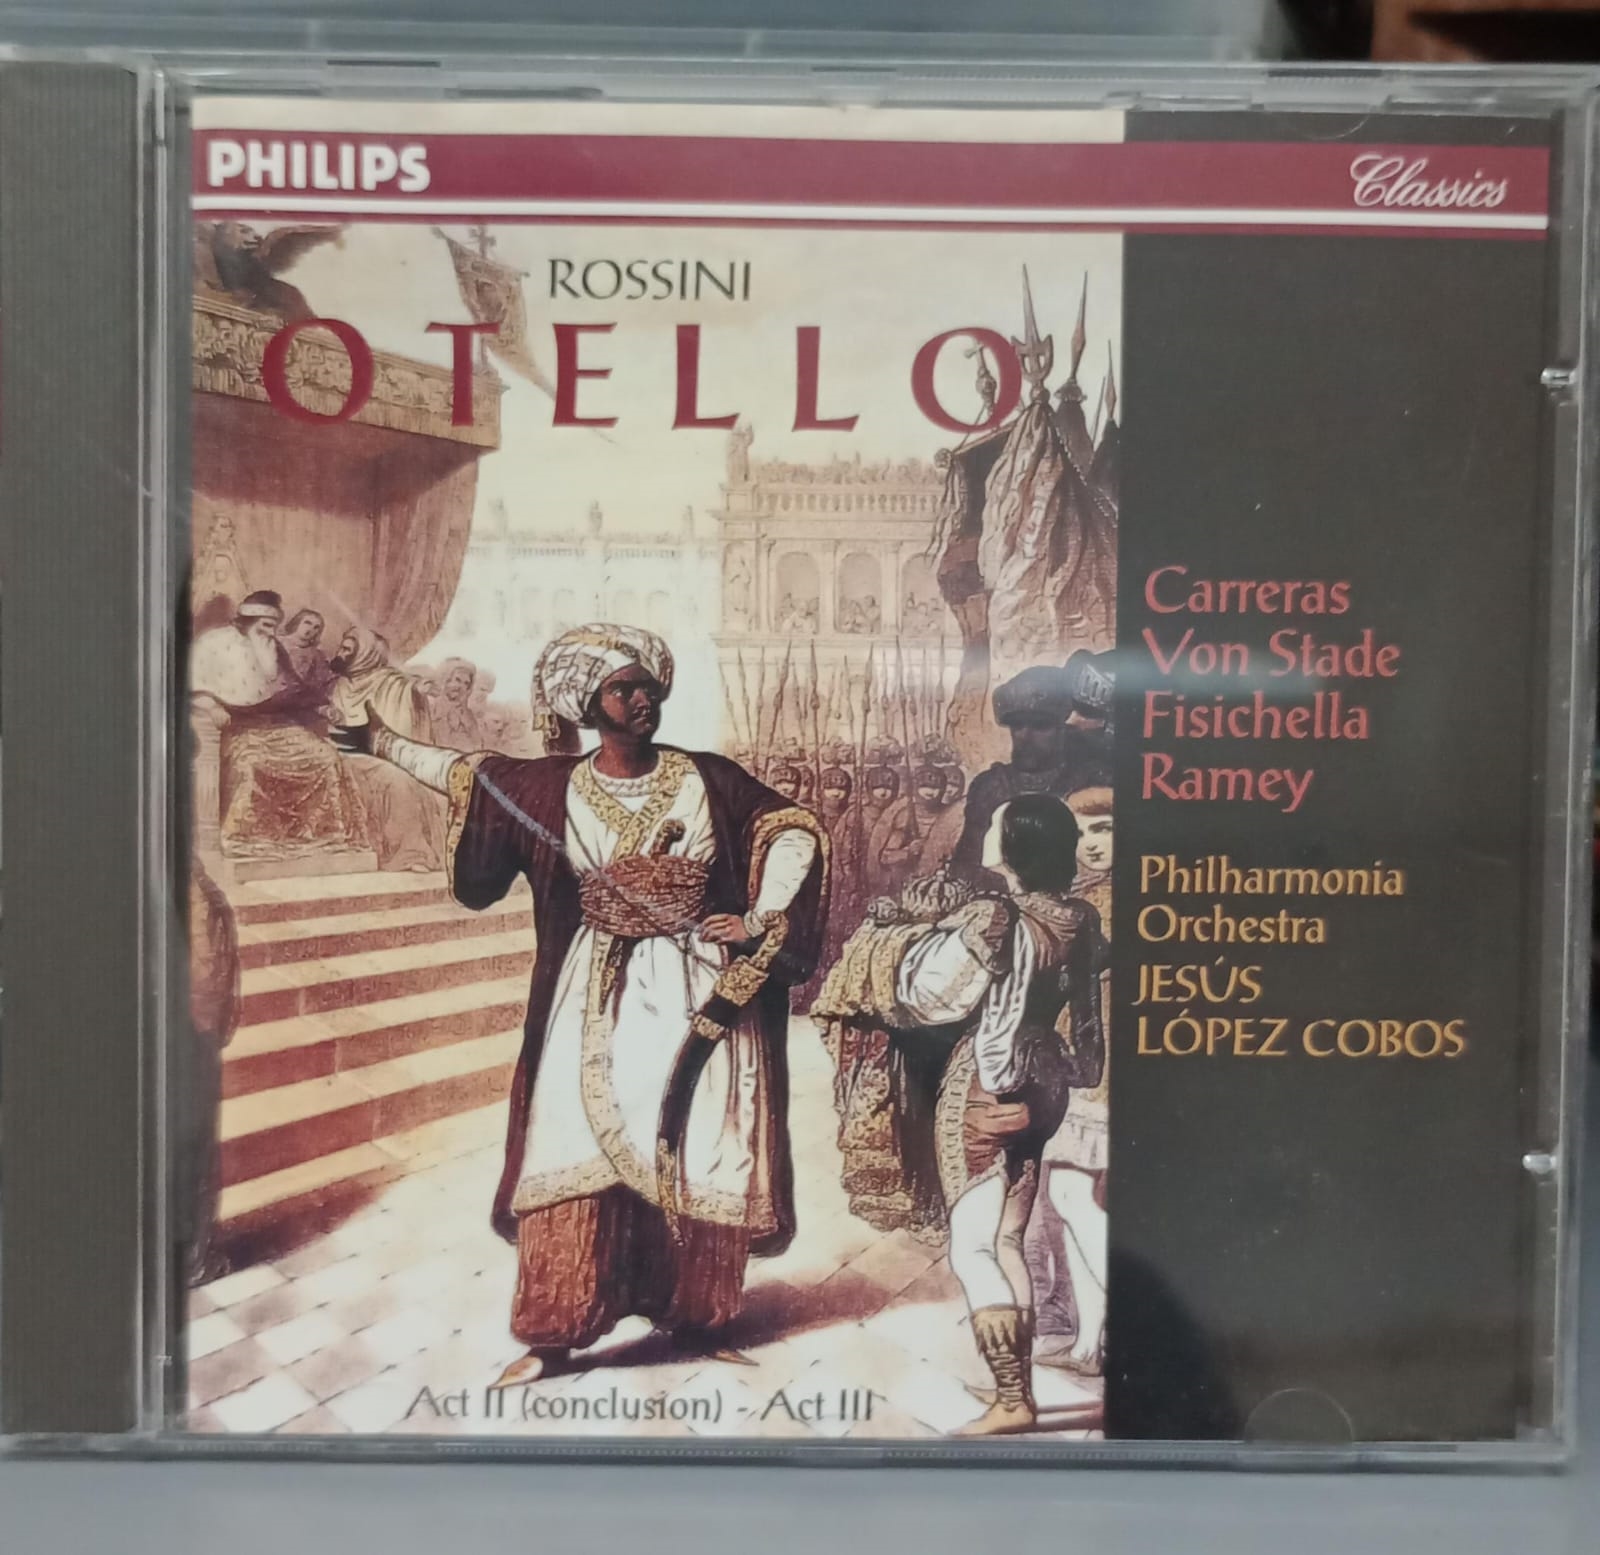 PHILIPS
Classics
ROSSINI
OTELLO
Carreras
Von Stade
Fisichella
Ramey
Philharmonia
Orchestra
JESÚS
LÓPEZ COBOS
Act II (conclusion) - Act III